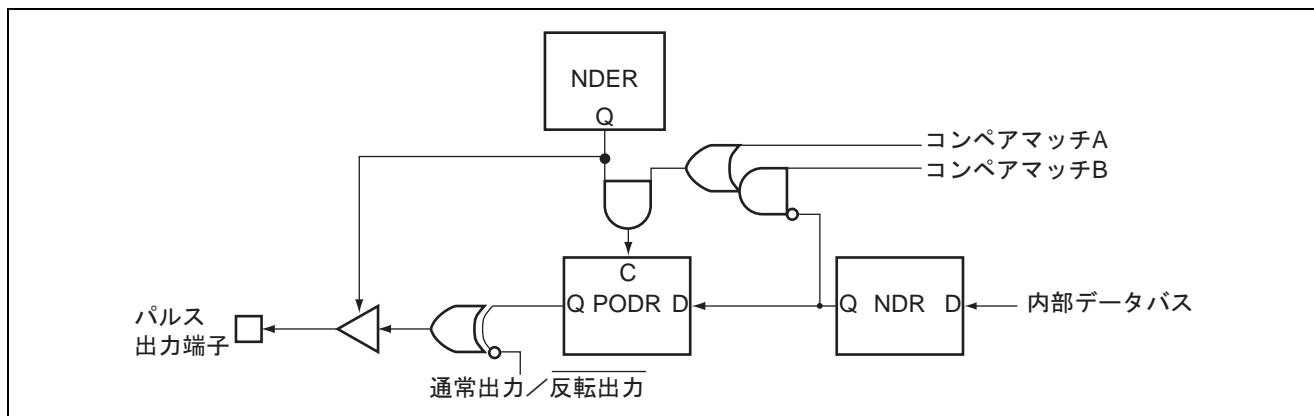 NDER
Q
コンペアマッチA
コンペアマッチB
C
Q PODR D
Q NDR D
内部データバス
パルス
出力端子
通常出力／反転出力